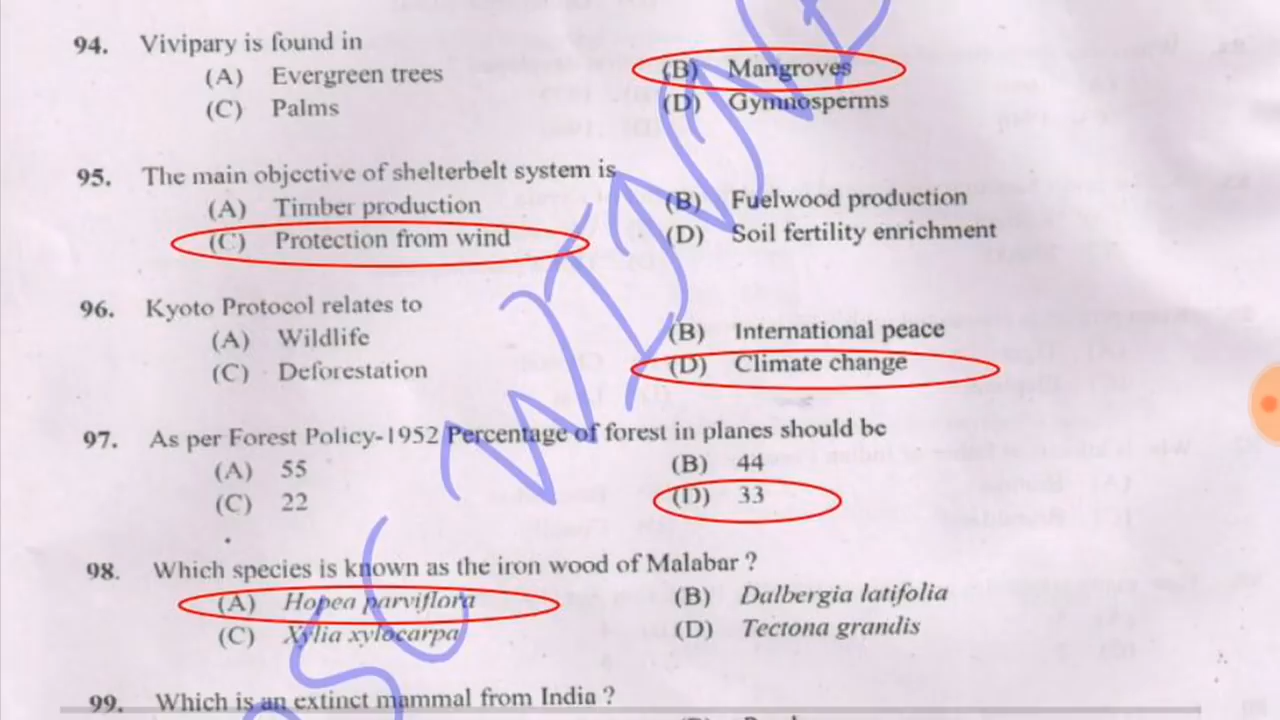 94. Vivipary is found in
(A) Evergreen trees (B) Mangroves
(C) Palms (D) Gymnosperms
95. The main objective of shelterbelt system is
(A) Timber production (B) Fuelwood production
(C) Protection from wind (D) Soil fertility enrichment
96. Kyoto Protocol relates to
(A) Wildlife (B) International peace
(C) Deforestation (D) Climate change
97. As per Forest Policy-1952 Percentage of forest in planes should be
(A) 55 (B) 44
(C) 22 (D) 33
98. Which species is known as the iron wood of Malabar ?
(A) Hopea parviflora (B) Dalbergia latifolia
(C) Xylia xylocarpa (D) Tectona grandis
99. Which is an extinct mammal from India ?